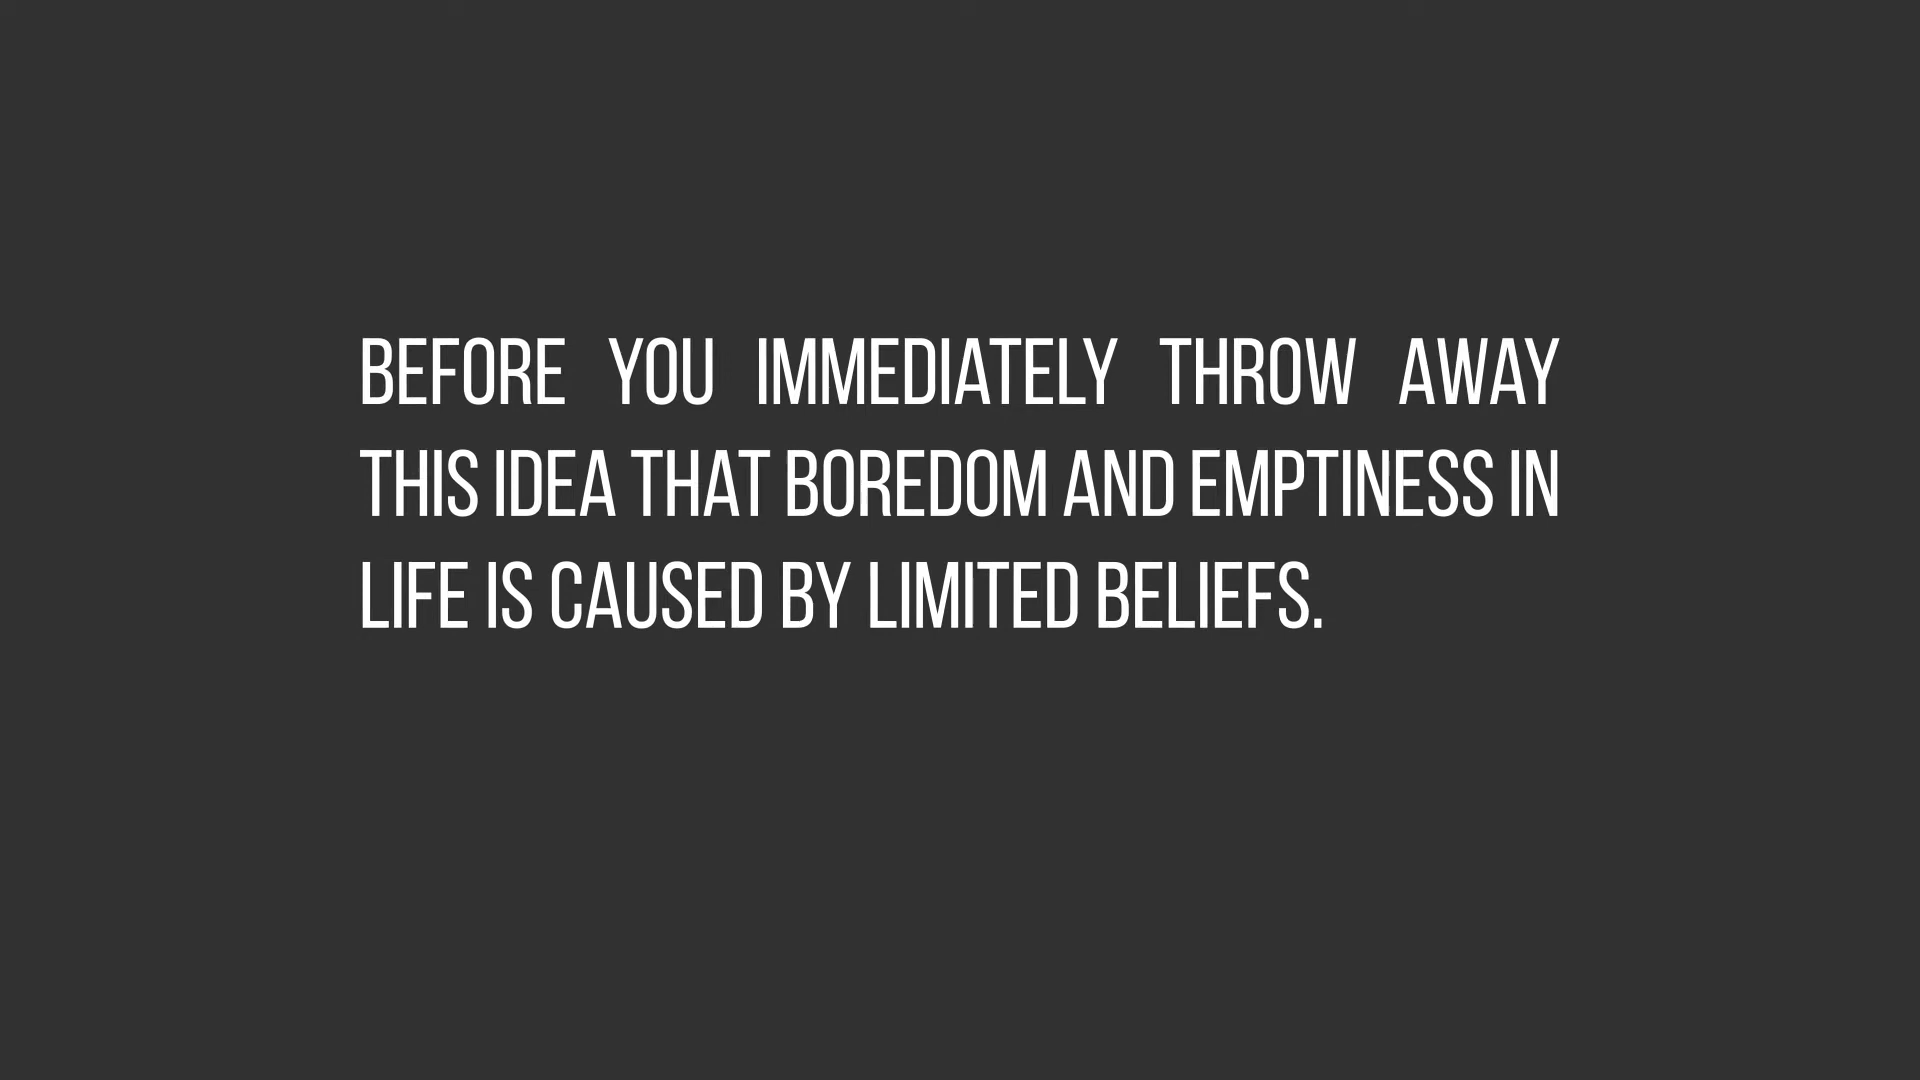 BEFORE YOU IMMEDIATELY THROW AWAY
THIS IDEA THAT BOREDOM AND EMPTINESS IN
LIFE IS CAUSED BY LIMITED BELIEFS.